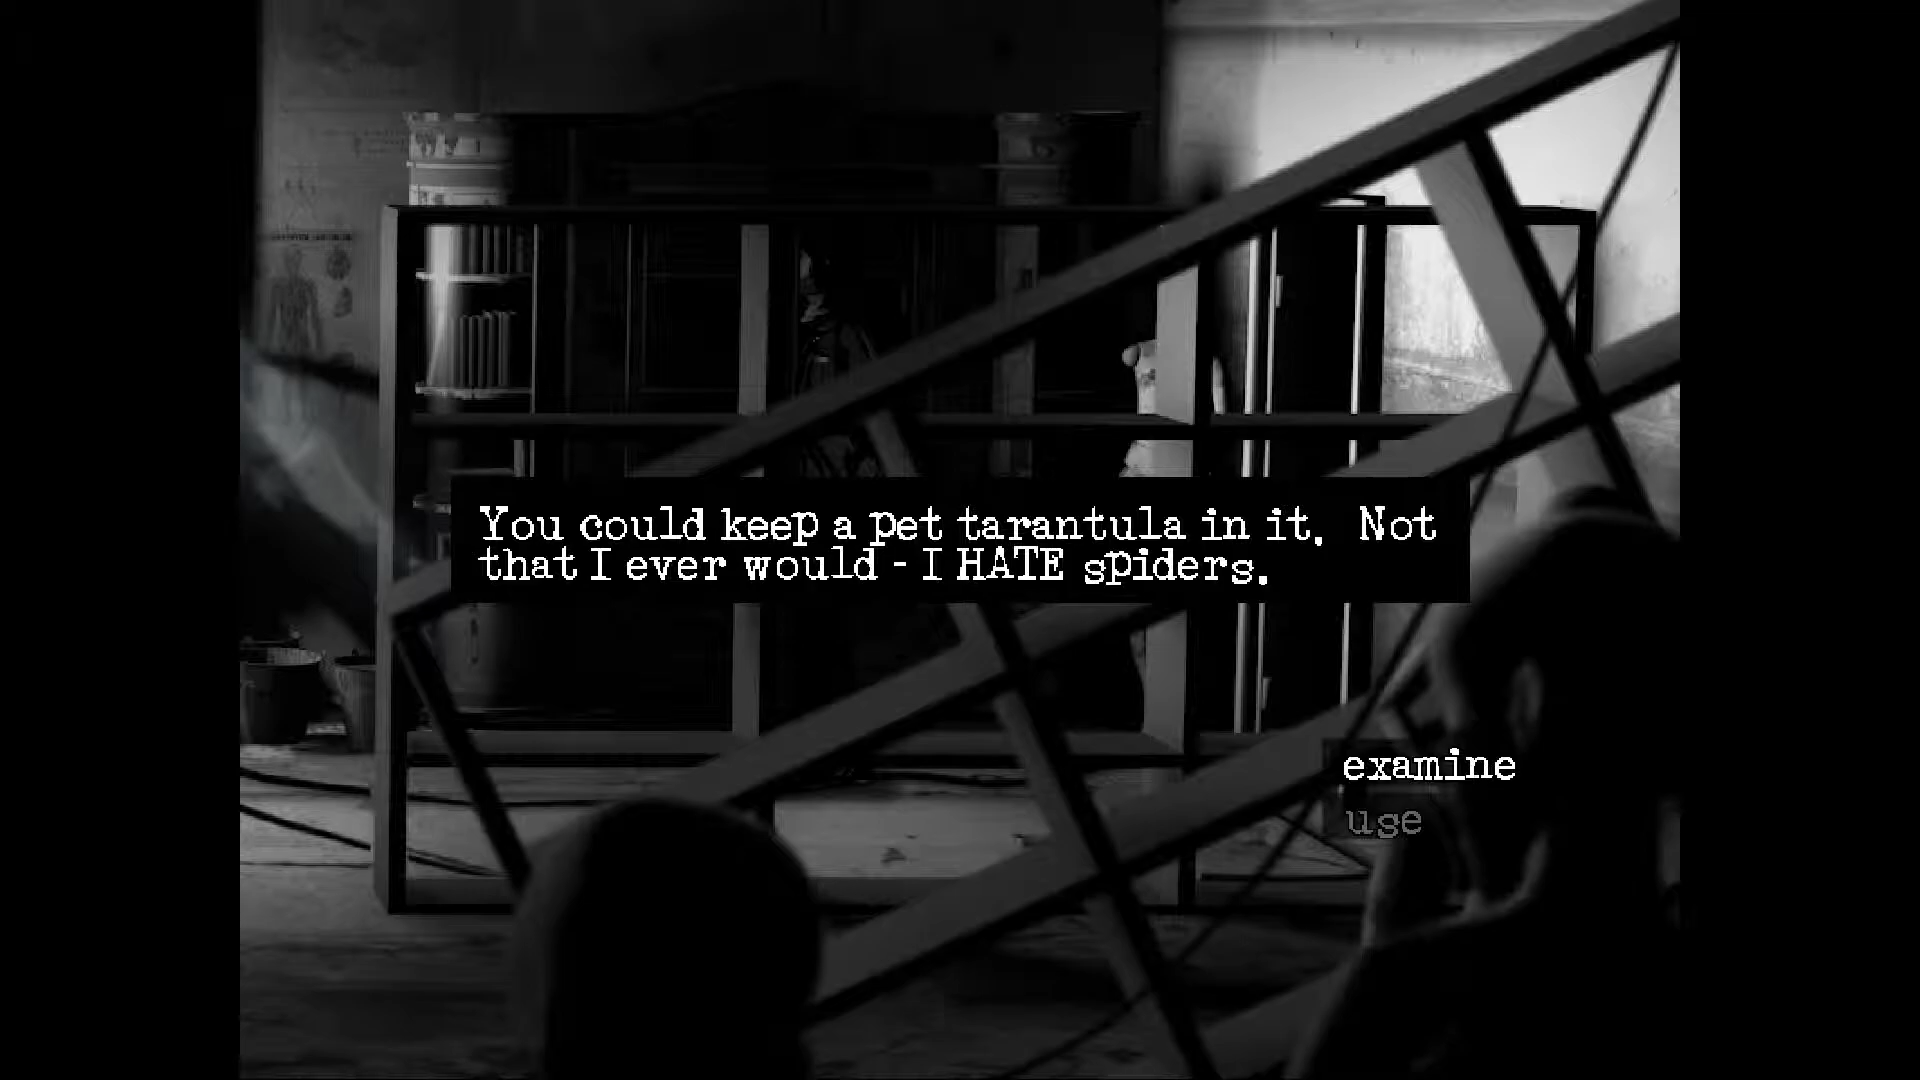 You could keep a pet tarantula in it.  Not
that I ever would - I HATE spiders.
examine
use